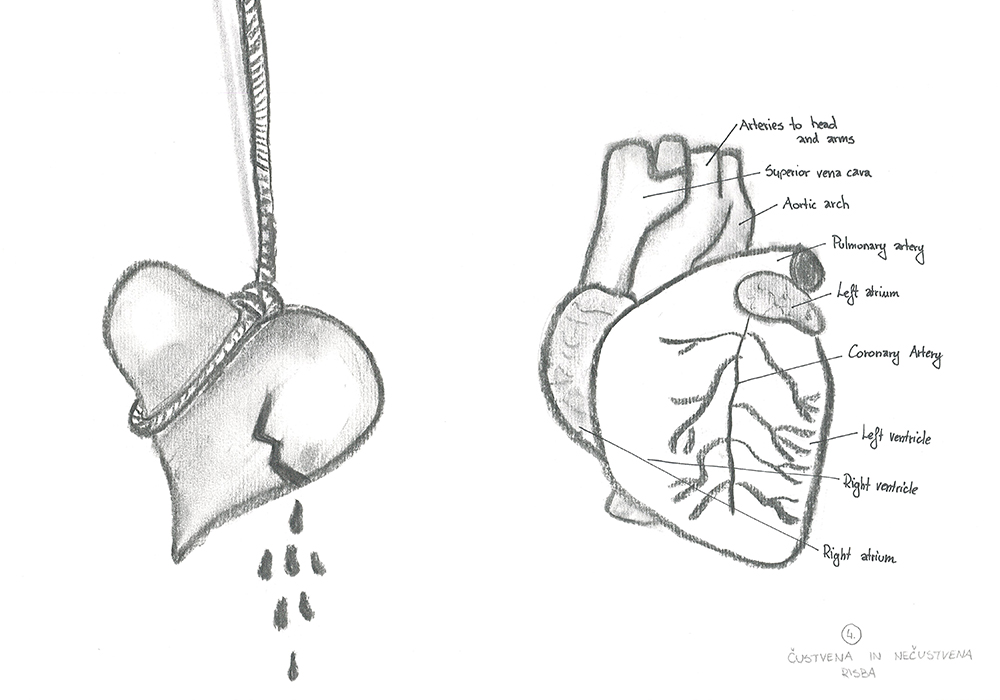 Arteries to head
and arms
Superior vena cava
Aortic arch
Pulmonary artery
Left atrium
Coronary Artery
Left ventricle
Right ventricle
Right atrium
4.
ČUSTVENA IN NEČUSTVENA
RISBA